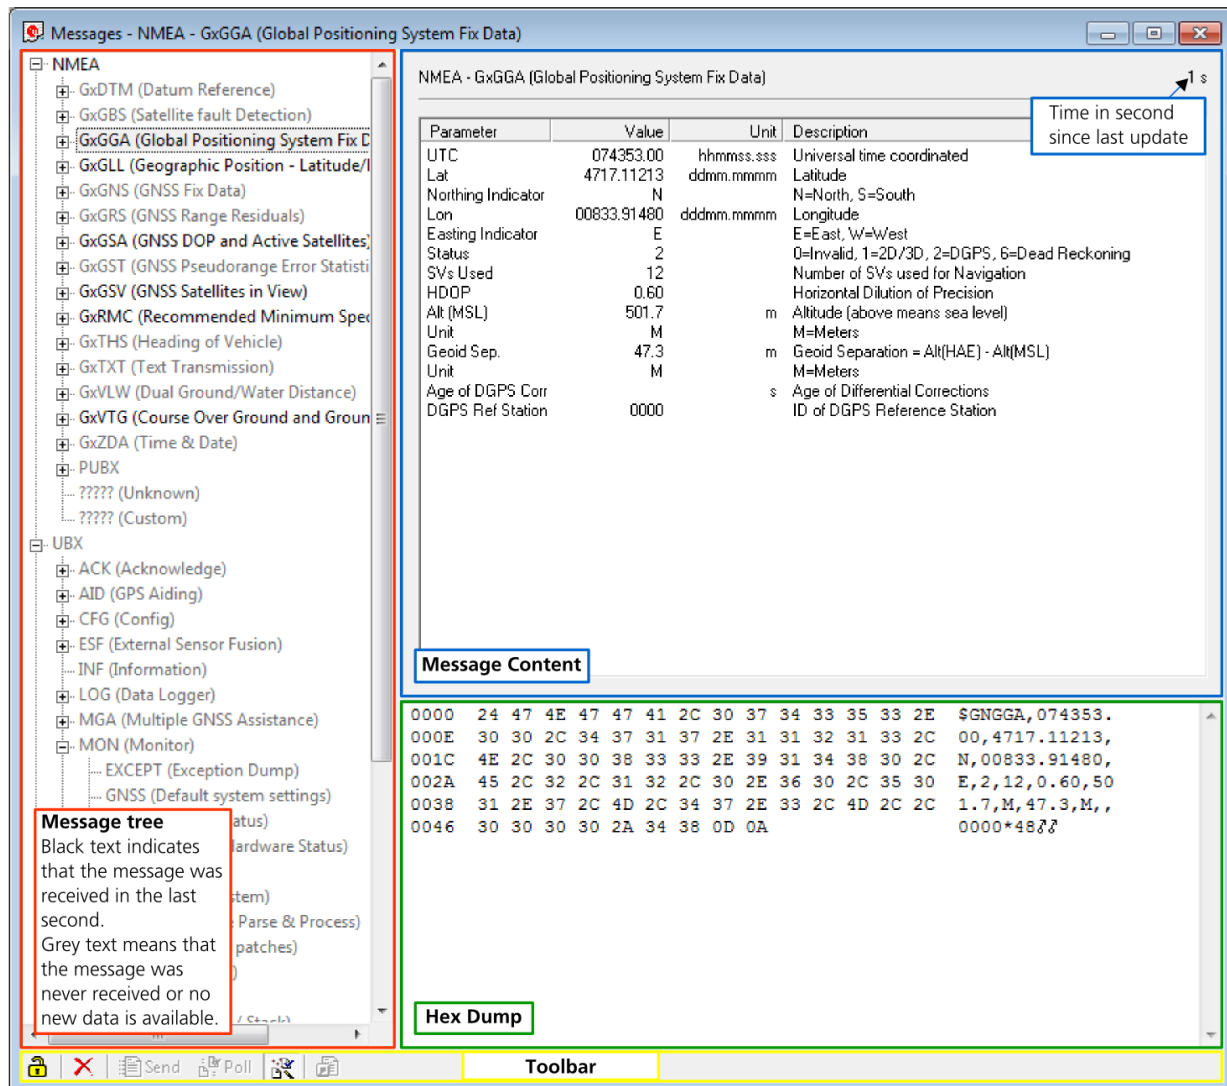 Messages - NMEA - GxGGA (Global Positioning System Fix Data)
NMEA
GxDTM (Datum Reference)
GxGBS (Satellite fault Detection)
GxGGA (Global Positioning System Fix D
GxGLL (Geographic Position - Latitude/l
GxGNS (GNSS Fix Data)
GxGRS (GNSS Range Residuals)
GxGSA (GNSS DOP and Active Satellites)
GxGST (GNSS Pseudorange Error Statisti
GxGSV (GNSS Satellites in View)
GxRMC (Recommended Minimum Spec
GxTHS (Heading of Vehicle)
GxTXT (Text Transmission)
GxVLW (Dual Ground/Water Distance)
GxVTG (Course Over Ground and Groun
GxZDA (Time & Date)
PUBX
????? (Unknown)
????? (Custom)
UBX
ACK (Acknowledge)
AID (GPS Aiding)
CFG (Config)
ESF (External Sensor Fusion)
INF (Information)
LOG (Data Logger)
MGA (Multiple GNSS Assistance)
MON (Monitor)
EXCEPT (Exception Dump)
GNSS (Default system settings)
atus)
ardware Status)
stem)
Parse & Process)
patches)
)
/ Stack)
Message tree
Black text indicates
that the message was
received in the last
second.
Grey text means that
the message was
never received or no
new data is available.
NMEA - GxGGA (Global Positioning System Fix Data) 1 s
Time in second
since last update
Parameter Value Unit Description
UTC 074353.00 hhmmss.sss Universal time coordinated
Lat 4717.11213 ddmm.mmmm Latitude
Northing Indicator N N=North, S=South
Lon 00833.91480 dddmm.mmmm Longitude
Easting Indicator E E=East, W=West
Status 2 0=Invalid, 1=2D/3D, 2=DGPS, 6=Dead Reckoning
SVs Used 12 Number of SVs used for Navigation
HDOP 0.60 Horizontal Dilution of Precision
Alt (MSL) 501.7 m Altitude (above means sea level)
Unit M M=Meters
Geoid Sep. 47.3 m Geoid Separation = Alt(HAE) - Alt(MSL)
Unit M M=Meters
Age of DGPS Corr s Age of Differential Corrections
DGPS Ref Station 0000 ID of DGPS Reference Station
Message Content
0000 24 47 4E 47 47 41 2C 30 37 34 33 35 33 2E $GNGGA,074353.
000E 30 30 2C 34 37 31 37 2E 31 31 32 31 33 2C 00,4717.11213,
001C 4E 2C 30 30 38 33 33 2E 39 31 34 38 30 2C N,00833.91480,
002A 45 2C 32 2C 31 32 2C 30 2E 36 30 2C 35 30 E,2,12,0.60,50
0038 31 2E 37 2C 4D 2C 34 37 2E 33 2C 4D 2C 2C 1.7,M,47.3,M,,
0046 30 30 30 30 2A 34 38 0D 0A 0000*48
Hex Dump
Send Poll Toolbar